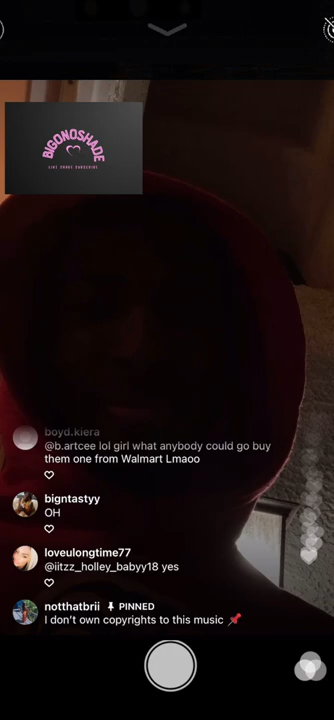 BIGONOSHADE
LIKE SHARE SUBSCRIBE
boyd.kiera
@b.artcee lol girl what anybody could go buy
them one from Walmart Lmaoo
bigntastyy
OH
loveulongtime77
@iitzz_holley_babyy18 yes
notthatbrii PINNED
I don’t own copyrights to this music 📌